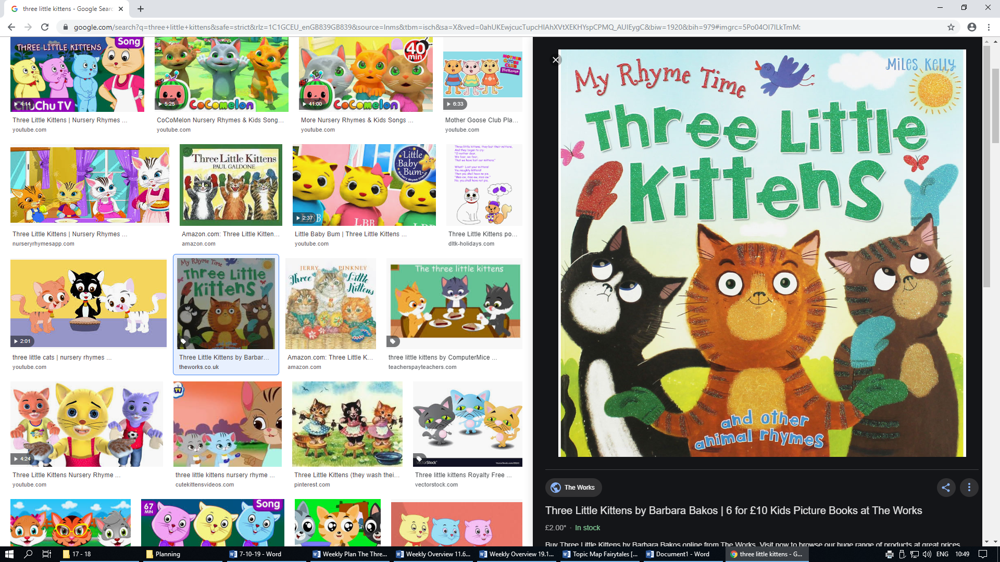 three little kittens - Google Searc
google.com/search?q=three+little+kittens&safe=strict&rlz=1C1GCEU_enGB839GB839&source=lnms&tbm=isch&sa=X&ved=0ahUKEwjcucTupcHlAhXVtXEKHYspCPMQ_AUIEygC&biw=1920&bih=979#imgrc=5Po04OI7ILkTmM:
THREE LITTLE KITTENS
Song
4:14
ChuChu TV
Three Little Kittens | Nursery Rhymes ...
youtube.com
5:25
CoComelon
CoCoMelon Nursery Rhymes & Kids Song...
youtube.com
40
min
41:00
CoComelon
More Nursery Rhymes & Kids Songs ...
youtube.com
MOTHER
GOOSE
CLUB
Playhouse
6:33
Mother Goose Club Pla...
youtube.com
Three Little Kittens | Nursery Rhymes ...
nurseryrhymesapp.com
Three Little Kittens
PAUL GALDONE
Amazon.com: Three Little Kitten...
amazon.com
Little
Baby
Bum
2:37
LBB
LBB
Little Baby Bum | Three Little Kittens ...
youtube.com
Three little kittens, they lost their mittens,
And they began to cry:
"O mother dear,
We fear, we fear,
That we have lost our mittens."
What? Lost your mittens!
You naughty kittens!
Then you shall have no pie.
"Mee-ow, mee-ow, mee-ow."
No, you shall have not pie.
Three Little Kittens po...
dltk-holidays.com
2:01
three little cats | nursery rhymes ...
youtube.com
My Rhyme Time
Three Little
Kittens
and other
animal rhymes
Three Little Kittens by Barbar...
theworks.co.uk
JERRY PINKNEY
Three Little
Kittens
Amazon.com: Three Little K...
amazon.com
The three little kittens
three little kittens by ComputerMice ...
teacherspayteachers.com
4:24
Three Little Kittens Nursery Rhyme ...
youtube.com
TV
three little kittens nursery rhyme ...
cutekittensvideos.com
Three Little Kittens (they wash thei...
pinterest.com
VectorStock
Three little kittens Royalty Free ...
vectorstock.com
67
MIN
Song
My Rhyme Time
Miles Kelly
Three Little
Kittens
and other
animal rhymes
The Works
Three Little Kittens by Barbara Bakos | 6 for £10 Kids Picture Books at The Works
£2.00* · In stock
Buy Three Little Kittens by Barbara Bakos online from The Works. Visit now to browse our huge range of products at great prices.
17 - 18
Planning
7-10-19 - Word
Weekly Plan The Thre...
Weekly Overview 11.6...
Weekly Overview 19.1...
Topic Map Fairytales [...
Document1 - Word
three little kittens - G...
ENG
10:49